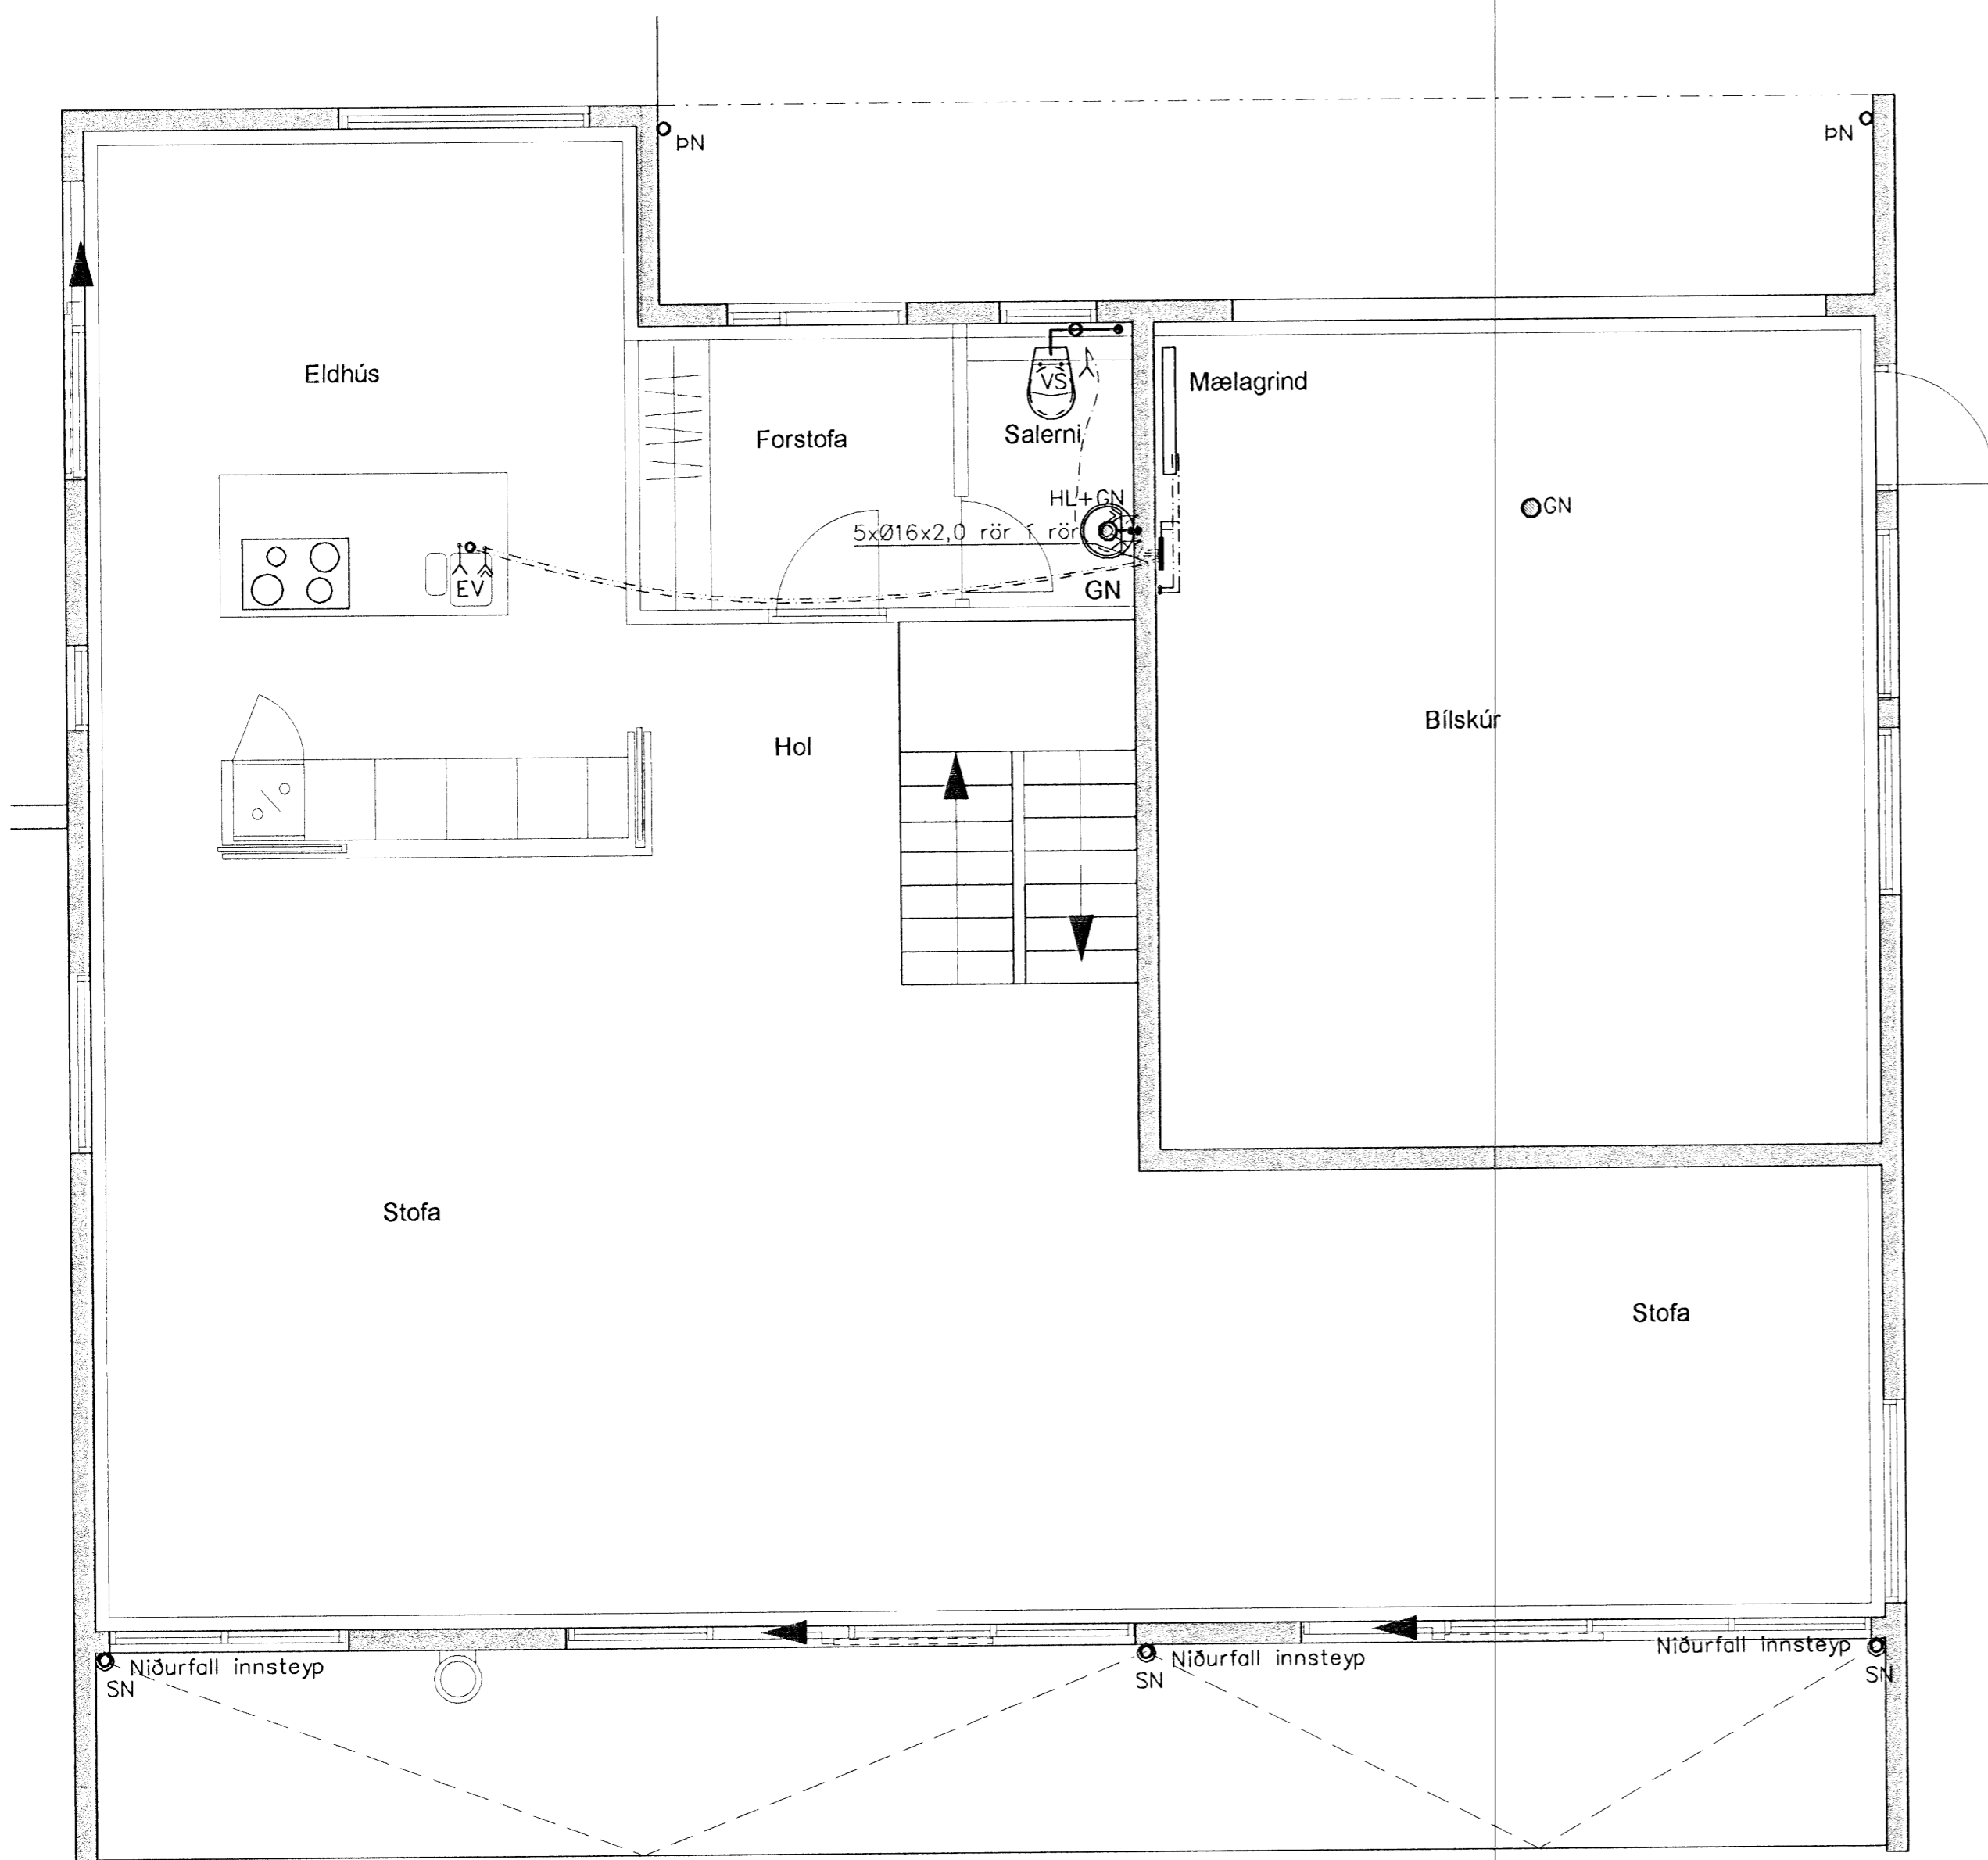 ÞN
ÞN
Eldhús
VS
Mælagrind
Forstofa
Salerni
HL+GN
GN
5xØ16x2,0 rör í rör
EV
GN
Bílskúr
Hol
Stofa
Stofa
Niðurfall innsteyp
Niðurfall innsteyp
Niðurfall innsteyp
SN
SN
SN